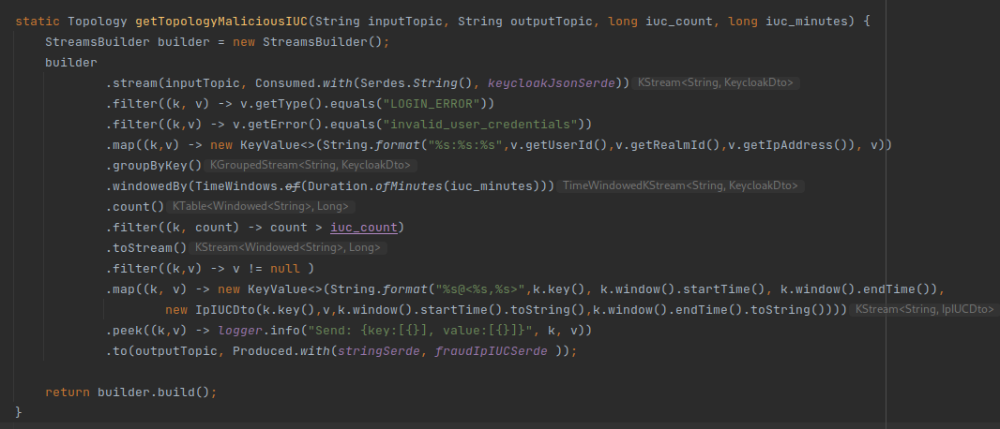 static Topology getTopologyMaliciousIUC(String inputTopic, String outputTopic, long iuc_count, long iuc_minutes) {
    StreamsBuilder builder = new StreamsBuilder();
    builder
            .stream(inputTopic, Consumed.with(Serdes.String(), keycloakJsonSerde)) KStream<String, KeycloakDto>
            .filter((k, v) -> v.getType().equals("LOGIN_ERROR"))
            .filter((k,v) -> v.getError().equals("invalid_user_credentials"))
            .map((k,v) -> new KeyValue<>(String.format("%s:%s:%s",v.getUserId(),v.getRealmId(),v.getIpAddress()), v))
            .groupByKey() KGroupedStream<String, KeycloakDto>
            .windowedBy(TimeWindows.of(Duration.ofMinutes(iuc_minutes))) TimeWindowedKStream<String, KeycloakDto>
            .count() KTable<Windowed<String>, Long>
            .filter((k, count) -> count > iuc_count)
            .toStream() KStream<Windowed<String>, Long>
            .filter((k,v) -> v != null )
            .map((k, v) -> new KeyValue<>(String.format("%s@<%s,%s>",k.key(), k.window().startTime(), k.window().endTime()),
                    new IpIUCDto(k.key(),v,k.window().startTime().toString(),k.window().endTime().toString()))) KStream<String, IpIUCDto>
            .peek((k,v) -> logger.info("Send: {key:[{}], value:[{}]}", k, v))
            .to(outputTopic, Produced.with(stringSerde, fraudIpIUCSerde ));
    return builder.build();
}